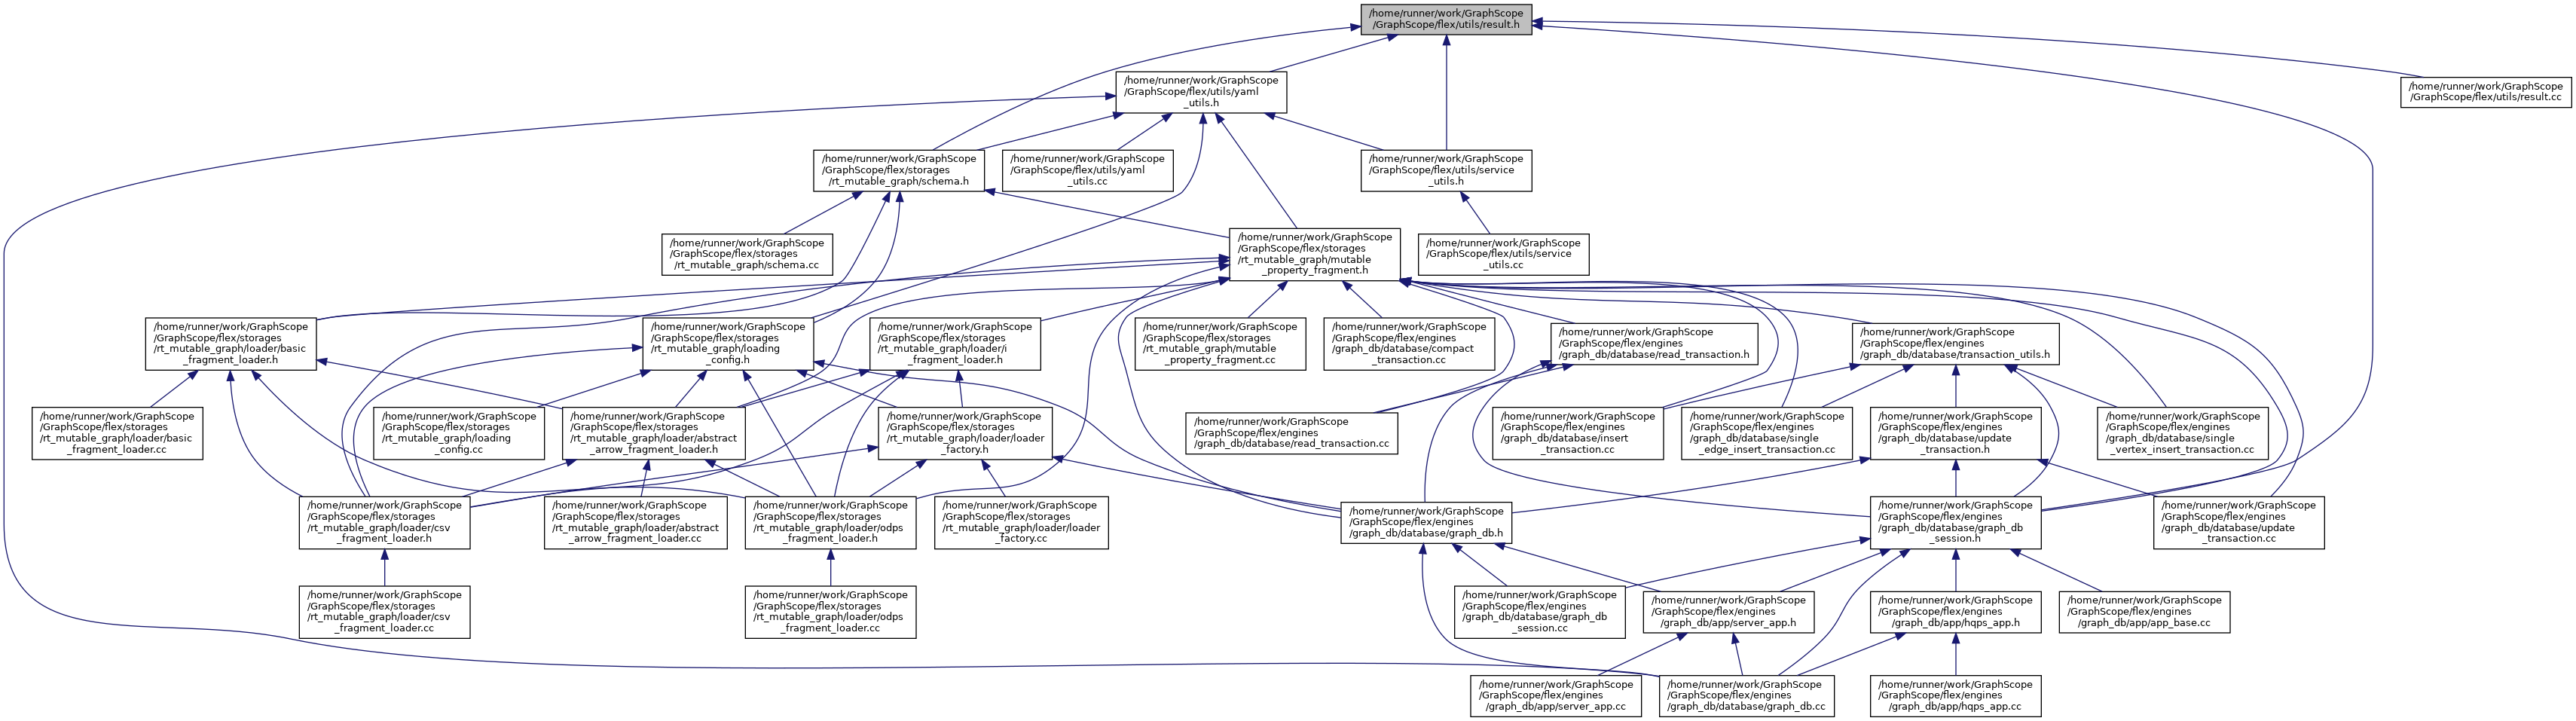 /home/runner/work/GraphScope
/GraphScope/flex/utils/result.h
/home/runner/work/GraphScope
/GraphScope/flex/utils/yaml
_utils.h
/home/runner/work/GraphScope
/GraphScope/flex/utils/result.cc
/home/runner/work/GraphScope
/GraphScope/flex/storages
/rt_mutable_graph/schema.h
/home/runner/work/GraphScope
/GraphScope/flex/utils/yaml
_utils.cc
/home/runner/work/GraphScope
/GraphScope/flex/utils/service
_utils.h
/home/runner/work/GraphScope
/GraphScope/flex/storages
/rt_mutable_graph/schema.cc
/home/runner/work/GraphScope
/GraphScope/flex/storages
/rt_mutable_graph/mutable
_property_fragment.h
/home/runner/work/GraphScope
/GraphScope/flex/utils/service
_utils.cc
/home/runner/work/GraphScope
/GraphScope/flex/storages
/rt_mutable_graph/loader/basic
_fragment_loader.h
/home/runner/work/GraphScope
/GraphScope/flex/storages
/rt_mutable_graph/loading
_config.h
/home/runner/work/GraphScope
/GraphScope/flex/storages
/rt_mutable_graph/loader/i
_fragment_loader.h
/home/runner/work/GraphScope
/GraphScope/flex/storages
/rt_mutable_graph/mutable
_property_fragment.cc
/home/runner/work/GraphScope
/GraphScope/flex/engines
/graph_db/database/compact
_transaction.cc
/home/runner/work/GraphScope
/GraphScope/flex/engines
/graph_db/database/read_transaction.h
/home/runner/work/GraphScope
/GraphScope/flex/engines
/graph_db/database/transaction_utils.h
/home/runner/work/GraphScope
/GraphScope/flex/storages
/rt_mutable_graph/loader/basic
_fragment_loader.cc
/home/runner/work/GraphScope
/GraphScope/flex/storages
/rt_mutable_graph/loading
_config.cc
/home/runner/work/GraphScope
/GraphScope/flex/storages
/rt_mutable_graph/loader/abstract
_arrow_fragment_loader.h
/home/runner/work/GraphScope
/GraphScope/flex/storages
/rt_mutable_graph/loader/loader
_factory.h
/home/runner/work/GraphScope
/GraphScope/flex/engines
/graph_db/database/read_transaction.cc
/home/runner/work/GraphScope
/GraphScope/flex/engines
/graph_db/database/insert
_transaction.cc
/home/runner/work/GraphScope
/GraphScope/flex/engines
/graph_db/database/single
_edge_insert_transaction.cc
/home/runner/work/GraphScope
/GraphScope/flex/engines
/graph_db/database/update
_transaction.h
/home/runner/work/GraphScope
/GraphScope/flex/engines
/graph_db/database/single
_vertex_insert_transaction.cc
/home/runner/work/GraphScope
/GraphScope/flex/storages
/rt_mutable_graph/loader/csv
_fragment_loader.h
/home/runner/work/GraphScope
/GraphScope/flex/storages
/rt_mutable_graph/loader/abstract
_arrow_fragment_loader.cc
/home/runner/work/GraphScope
/GraphScope/flex/storages
/rt_mutable_graph/loader/odps
_fragment_loader.h
/home/runner/work/GraphScope
/GraphScope/flex/storages
/rt_mutable_graph/loader/loader
_factory.cc
/home/runner/work/GraphScope
/GraphScope/flex/engines
/graph_db/database/graph_db.h
/home/runner/work/GraphScope
/GraphScope/flex/engines
/graph_db/database/graph_db
_session.h
/home/runner/work/GraphScope
/GraphScope/flex/engines
/graph_db/database/update
_transaction.cc
/home/runner/work/GraphScope
/GraphScope/flex/storages
/rt_mutable_graph/loader/csv
_fragment_loader.cc
/home/runner/work/GraphScope
/GraphScope/flex/storages
/rt_mutable_graph/loader/odps
_fragment_loader.cc
/home/runner/work/GraphScope
/GraphScope/flex/engines
/graph_db/database/graph_db
_session.cc
/home/runner/work/GraphScope
/GraphScope/flex/engines
/graph_db/app/server_app.h
/home/runner/work/GraphScope
/GraphScope/flex/engines
/graph_db/app/hqps_app.h
/home/runner/work/GraphScope
/GraphScope/flex/engines
/graph_db/app/app_base.cc
/home/runner/work/GraphScope
/GraphScope/flex/engines
/graph_db/app/server_app.cc
/home/runner/work/GraphScope
/GraphScope/flex/engines
/graph_db/database/graph_db.cc
/home/runner/work/GraphScope
/GraphScope/flex/engines
/graph_db/app/hqps_app.cc